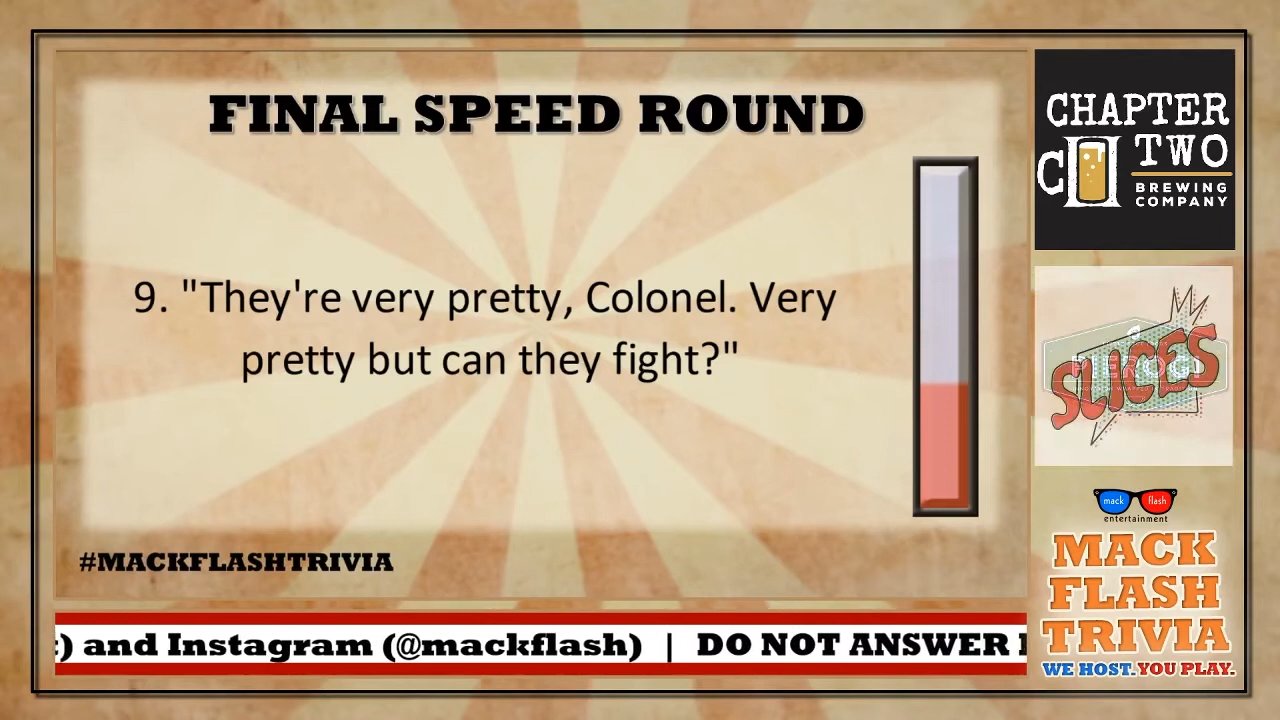 FINAL SPEED ROUND
9. "They're very pretty, Colonel. Very
pretty but can they fight?"
#MACKFLASHTRIVIA
:) and Instagram (@mackflash) | DO NOT ANSWER
CHAPTER
TWO
BREWING
COMPANY
SLICES
PIEROGI
mack flash
entertainment
MACK
FLASH
TRIVIA
WE HOST. YOU PLAY.